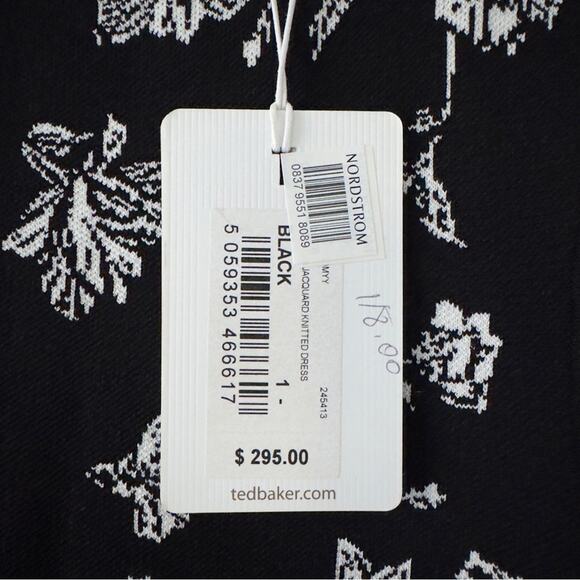 NORDSTROM
0837 9551 8089
MYY
JACQUARD KNITTED DRESS
245413
BLACK
1 -
5 059353 466617
118.00
$ 295.00
tedbaker.com